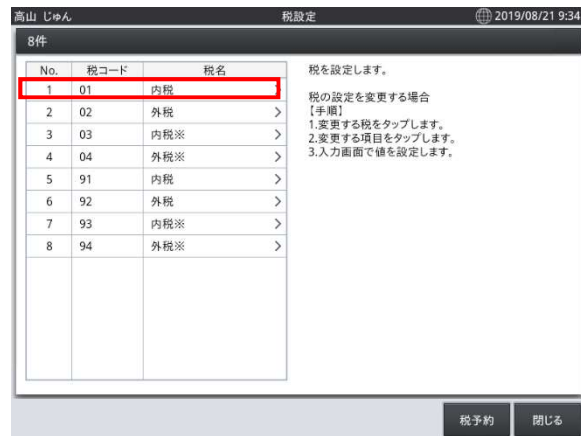 高山 じゅん 税設定 2019/08/21 9:34
8件
No. 税コード 税名
1 01 内税
2 02 外税 >
3 03 内税※ >
4 04 外税※ >
5 91 内税 >
6 92 外税 >
7 93 内税※ >
8 94 外税※ >
税を設定します。
税の設定を変更する場合
【手順】
1.変更する税をタップします。
2.変更する項目をタップします。
3.入力画面で値を設定します。
税予約 閉じる